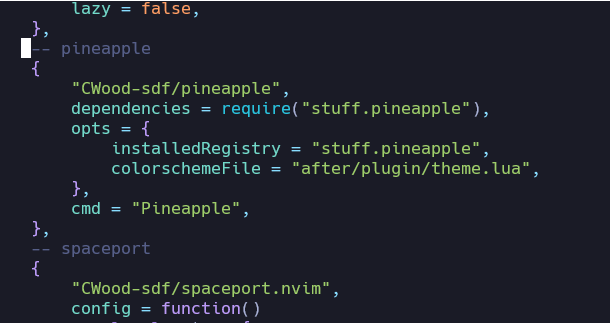 lazy = false,
},
-- pineapple
{
"CWood-sdf/pineapple",
dependencies = require("stuff.pineapple"),
opts = {
installedRegistry = "stuff.pineapple",
colorschemeFile = "after/plugin/theme.lua",
},
cmd = "Pineapple",
},
-- spaceport
{
"CWood-sdf/spaceport.nvim",
config = function()